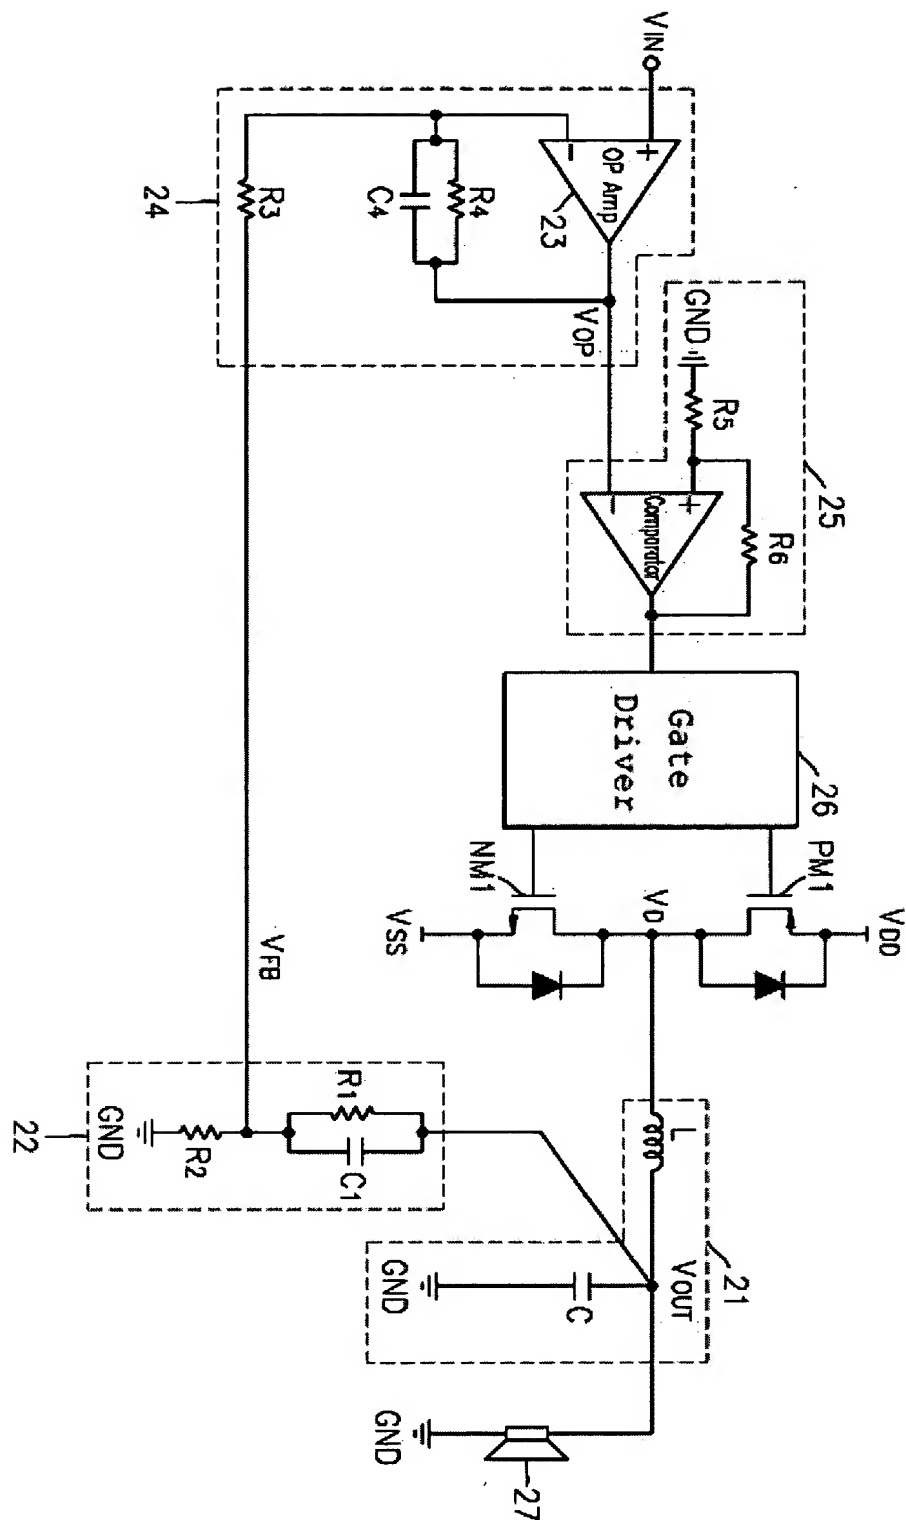 VIN
OP Amp
+
−
23
R4
C4
R3
24
VOP
GND
R5
R6
+
−
Comparator
25
Gate
Driver
26
PM1
NM1
VDD
VD
VSS
VFB
L
VOUT
21
C
GND
R1
C1
R2
GND
22
GND
27